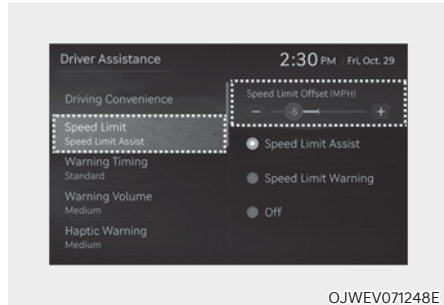 Driver Assistance
2:30 PM Fri, Oct. 29
Driving Convenience
Speed Limit
Speed Limit Assist
Warning Timing
Standard
Warning Volume
Medium
Haptic Warning
Medium
Speed Limit Offset (MPH)
− -5 +
Speed Limit Assist
Speed Limit Warning
Off
OJWEV071248E